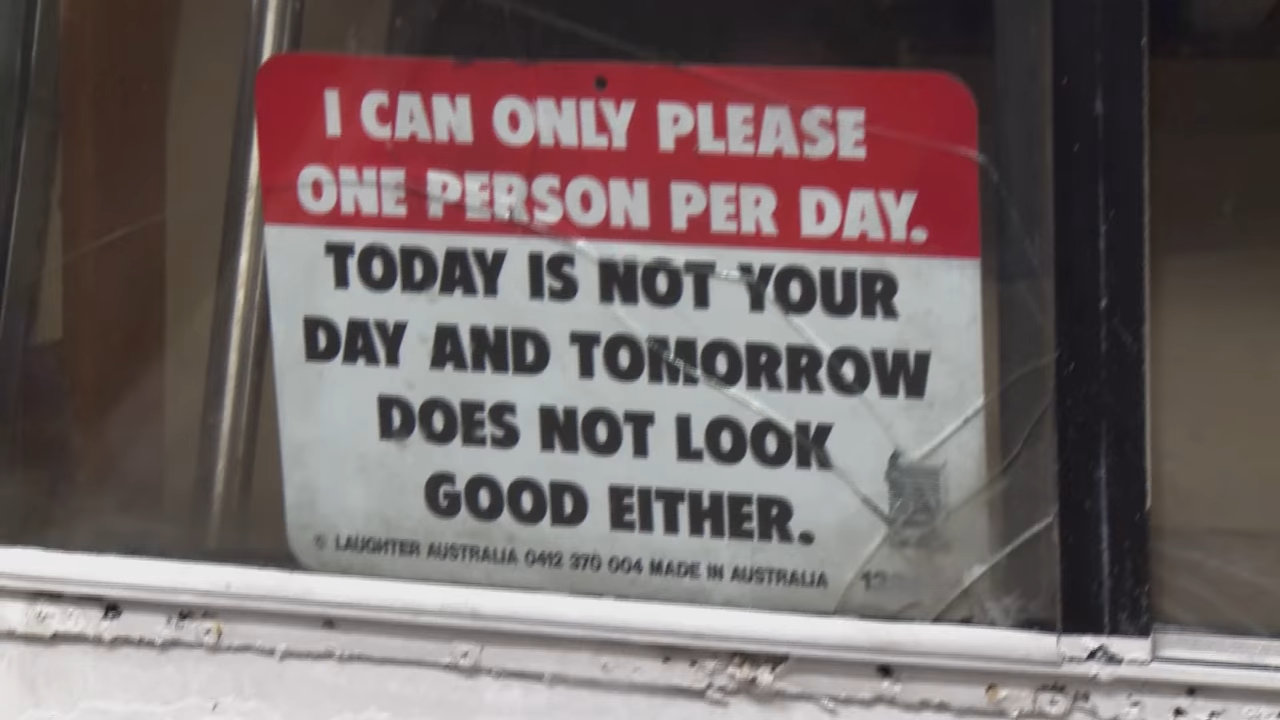 I CAN ONLY PLEASE
ONE PERSON PER DAY.
TODAY IS NOT YOUR
DAY AND TOMORROW
DOES NOT LOOK
GOOD EITHER.
© LAUGHTER AUSTRALIA 0412 370 004 MADE IN AUSTRALIA